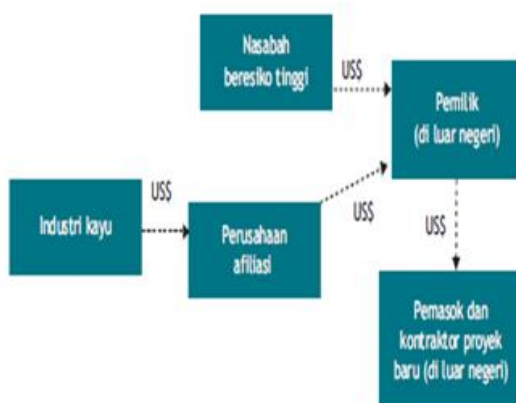 Nasabah
beresiko tinggi
US$
Pemilik
(di luar negeri)
Industri kayu
US$
Perusahaan
afiliasi
US$
US$
Pemasok dan
kontraktor proyek
baru (di luar negeri)